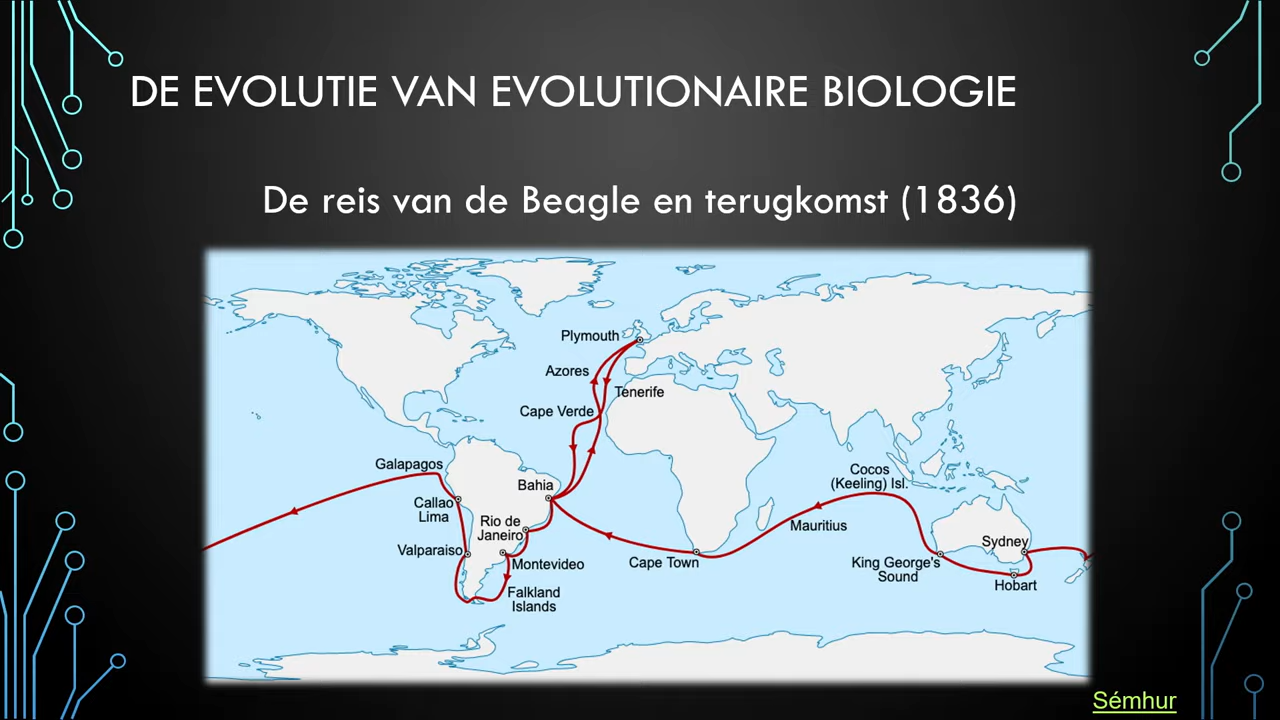 DE EVOLUTIE VAN EVOLUTIONAIRE BIOLOGIE
De reis van de Beagle en terugkomst (1836)
Plymouth
Azores
Tenerife
Cape Verde
Galapagos
Bahia
Cocos
(Keeling) Isl.
Callao
Lima
Rio de
Janeiro
Mauritius
Valparaiso
Montevideo
Cape Town
King George's
Sound
Sydney
Hobart
Falkland
Islands
Sémhur